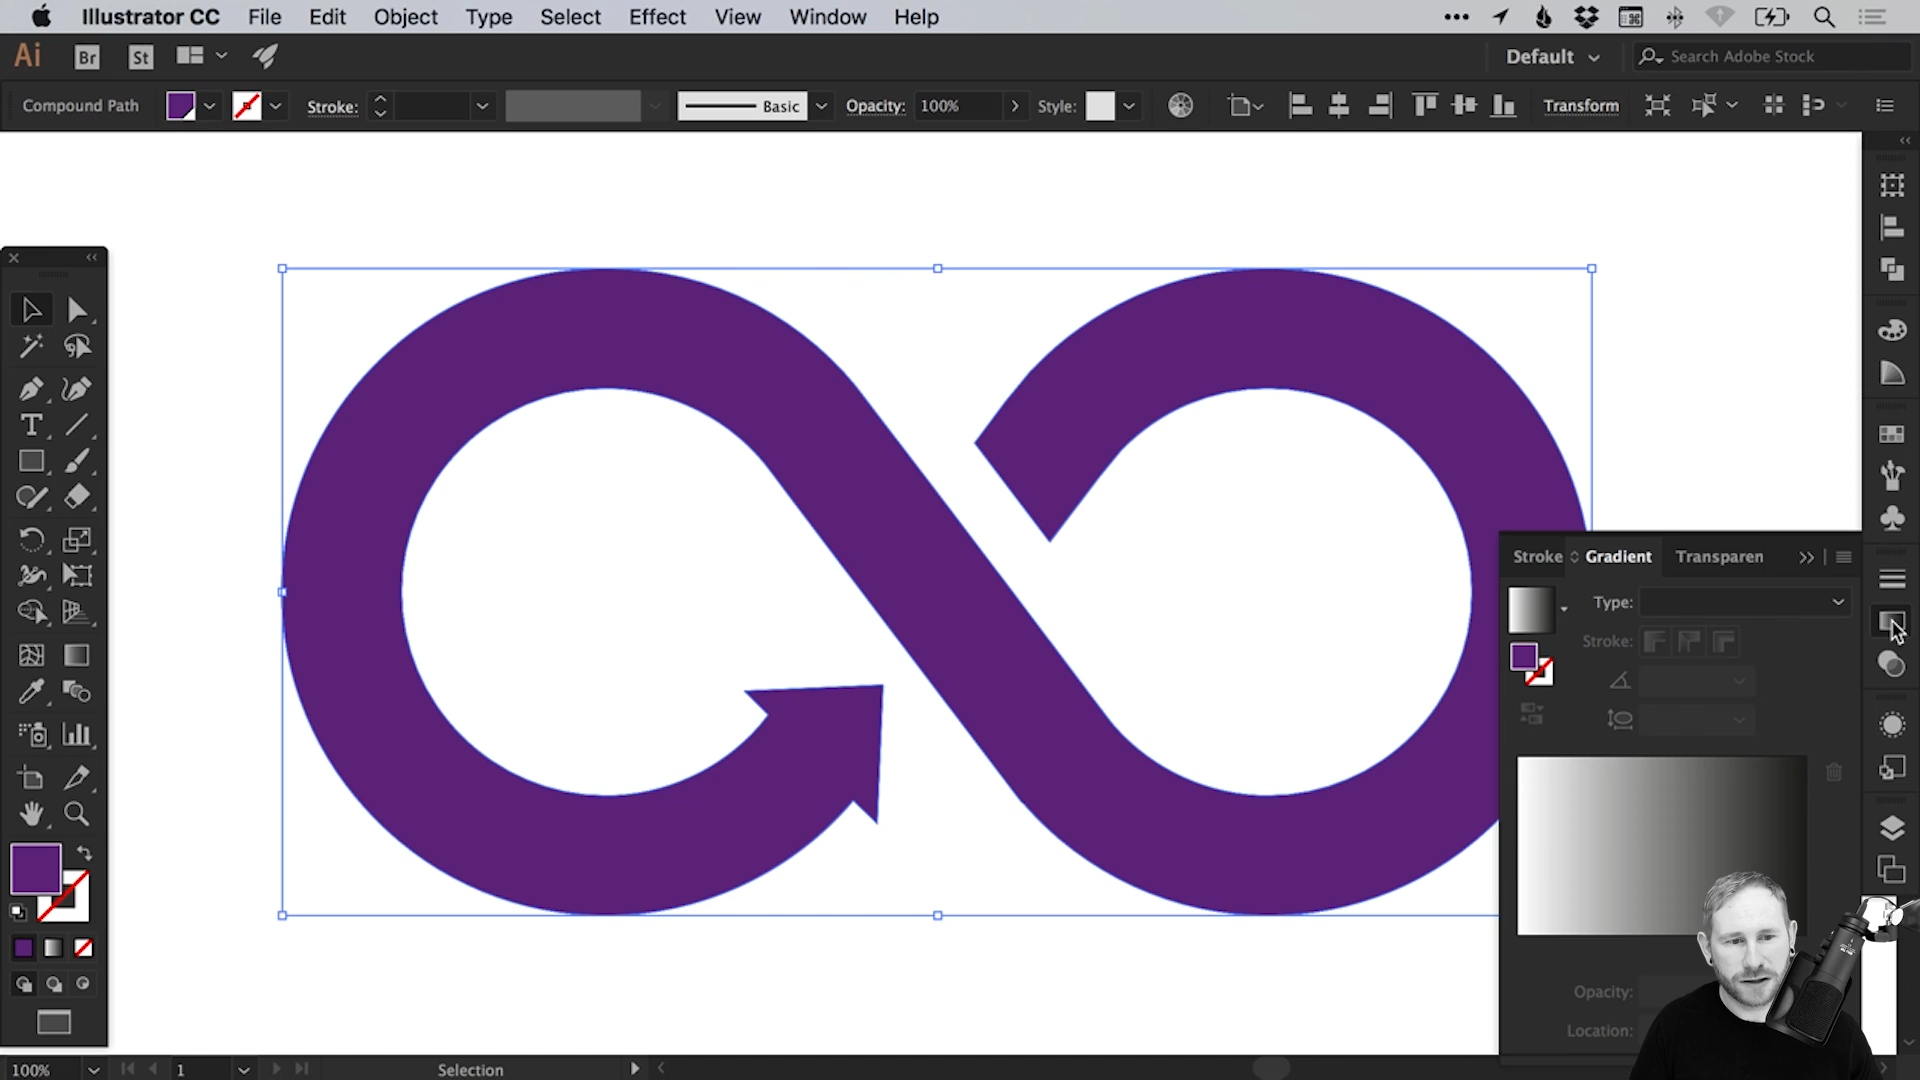 Illustrator CC File Edit Object Type Select Effect View Window Help
Ai Br St Default Search Adobe Stock
Compound Path Stroke: Basic Opacity: 100% Style: Transform
Stroke Gradient Transparen
Type:
Stroke:
Opacity:
Location:
100% 1 Selection